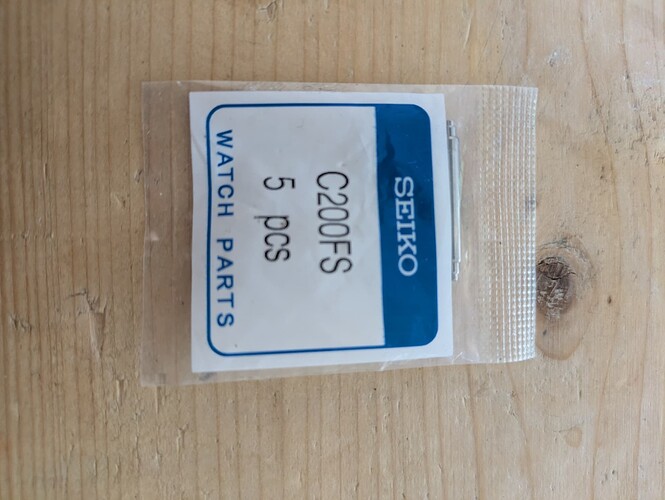 SEIKO
C200FS
5 pcs
WATCH PARTS